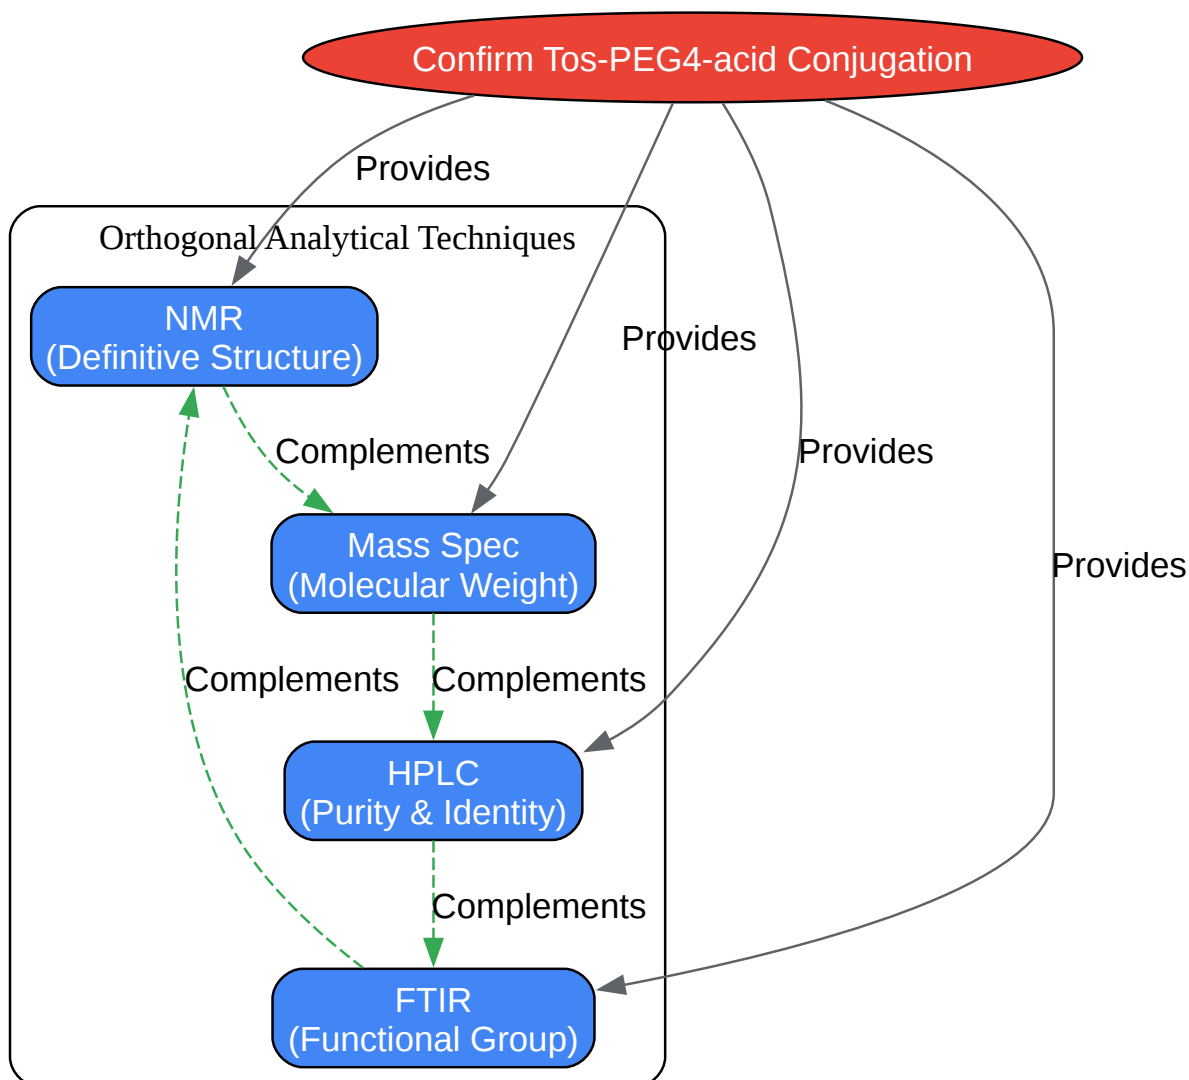 Confirm Tos-PEG4-acid Conjugation
Provides
Orthogonal Analytical Techniques
NMR
(Definitive Structure)
Provides
Complements
Provides
Mass Spec
(Molecular Weight)
Provides
Complements
Complements
HPLC
(Purity & Identity)
Complements
FTIR
(Functional Group)